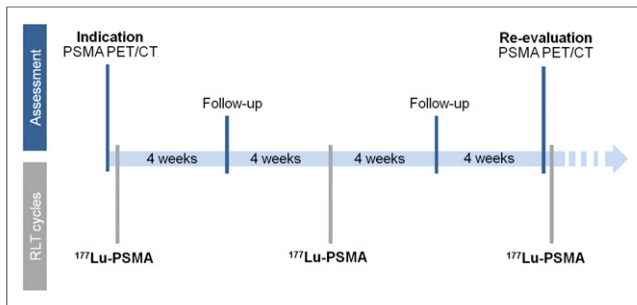 Assessment
Indication
PSMA PET/CT
Re-evaluation
PSMA PET/CT
Follow-up
Follow-up
4 weeks
4 weeks
4 weeks
4 weeks
RLT cycles
¹⁷⁷Lu-PSMA
¹⁷⁷Lu-PSMA
¹⁷⁷Lu-PSMA